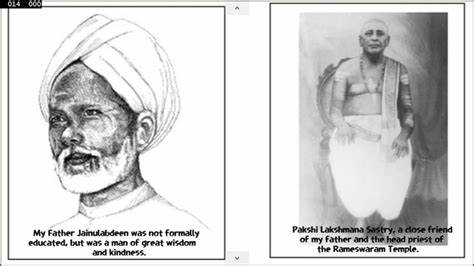 014 000
My Father Jainulabdeen was not formally
educated, but was a man of great wisdom
and kindness.
Pakshi Lakshmana Sastry, a close friend
of my father and the head priest of
the Rameswaram Temple.